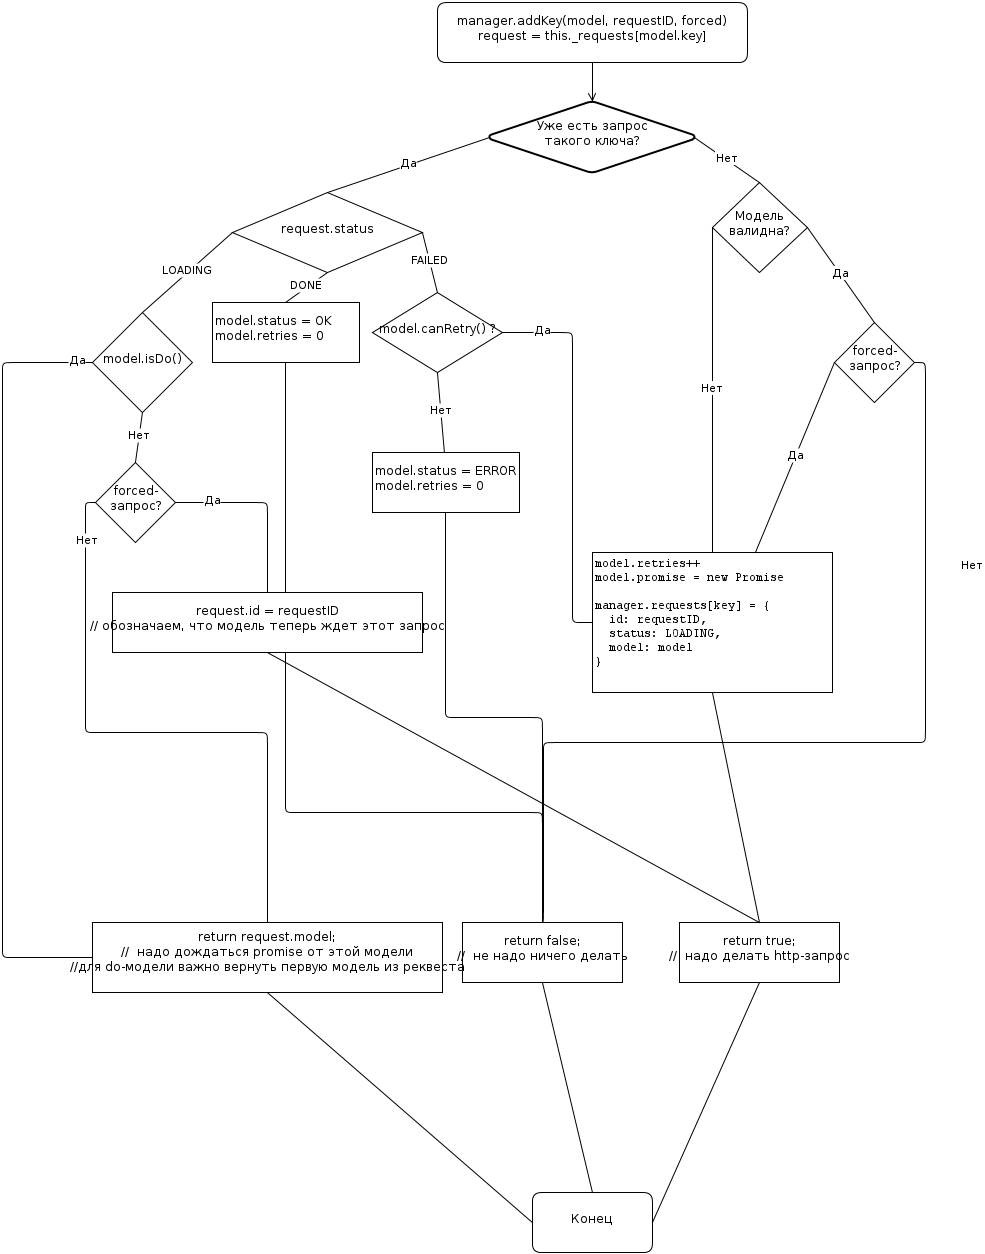 manager.addKey(model, requestID, forced)
request = this._requests[model.key]
Уже есть запрос
такого ключа?
Да
Нет
request.status
Модель
валидна?
LOADING
DONE
FAILED
Да
model.status = OK
model.retries = 0
model.canRetry() ?
Да
model.isDo()
Да
forced-
запрос?
Нет
Нет
Нет
Да
model.status = ERROR
model.retries = 0
forced-
запрос?
Да
Нет
Нет
model.retries++
model.promise = new Promise
manager.requests[key] = {
id: requestID,
status: LOADING,
model: model
}
request.id = requestID
// обозначаем, что модель теперь ждет этот запрос
return request.model;
// надо дождаться promise от этой модели
//для do-модели важно вернуть первую модель из реквеста
return false;
// не надо ничего делать
return true;
// надо делать http-запрос
Конец